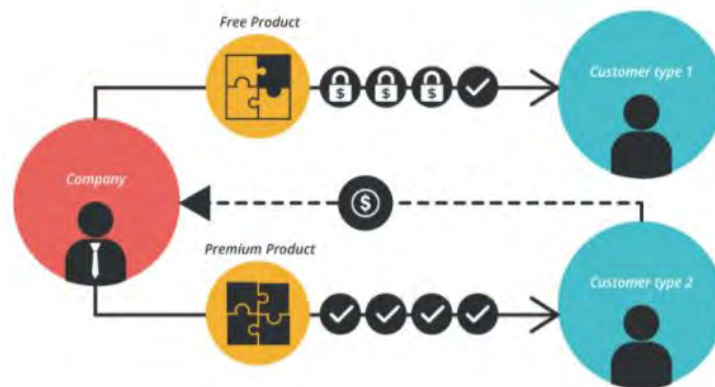 Free Product
Customer type 1
$ $ $
Company
$
Premium Product
Customer type 2